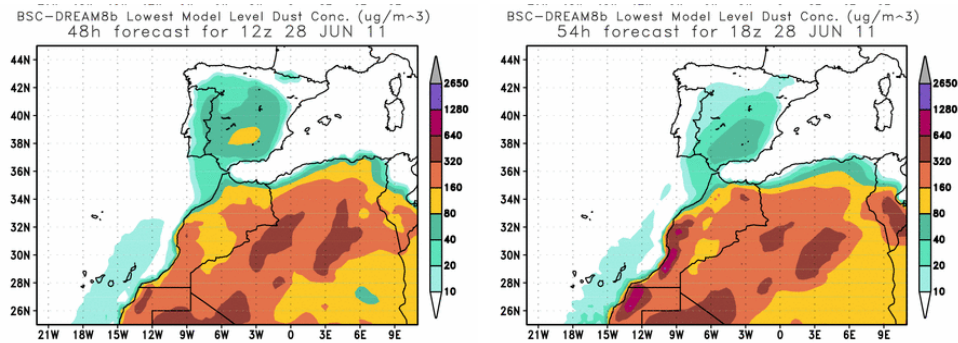 BSC-DREAM8b Lowest Model Level Dust Conc. (ug/m^3)
48h forecast for 12z 28 JUN 11
44N
42N
40N
38N
36N
34N
32N
30N
28N
26N
21W 18W 15W 12W 9W 6W 3W 0 3E 6E 9E
2650
1280
640
320
160
80
40
20
10
BSC-DREAM8b Lowest Model Level Dust Conc. (ug/m^3)
54h forecast for 18z 28 JUN 11
44N
42N
40N
38N
36N
34N
32N
30N
28N
26N
21W 18W 15W 12W 9W 6W 3W 0 3E 6E 9E
2650
1280
640
320
160
80
40
20
10